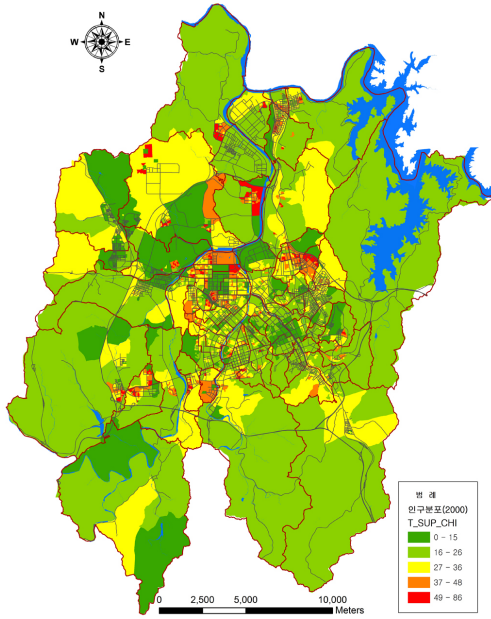 N
W E
S
범 례
인구분포(2000)
T_SUP_CHI
0 - 15
16 - 26
27 - 36
37 - 48
49 - 86
0 2,500 5,000 10,000
Meters